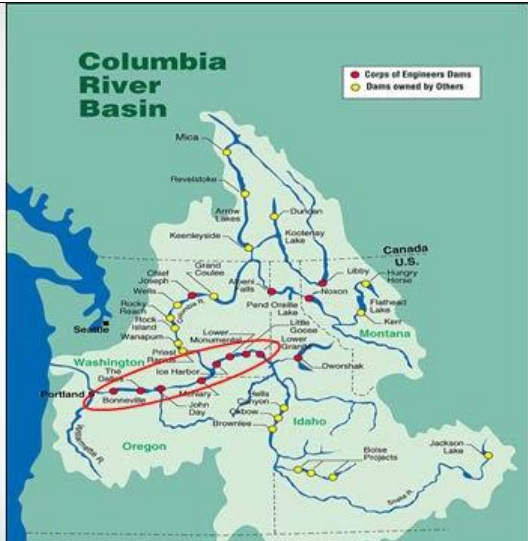 Columbia
River
Basin
Corps of Engineers Dams
Dams owned by Others
Mica
Revelstoke
Arrow
Lakes
Duncan
Keenleyside
Kootenay
Lake
Canada
U.S.
Grand
Coulee
Chief
Joseph
Albeni
Falls
Libby
Hungry
Horse
Noxon
Wells
Rocky
Reach
Columbia R.
Pend Oreille
Lake
Flathead
Lake
Rock
Island
Kerr
Seattle
Wanapum
Montana
Lower
Monumental
Little
Goose
Lower
Granite
Washington
Priest
Rapids
Ice Harbor
Dworshak
The
Dalles
Portland
Bonneville
McNary
John
Day
Hells
Canyon
Oxbow
Brownlee
Idaho
Willamette R.
Oregon
Boise
Projects
Jackson
Lake
Snake R.